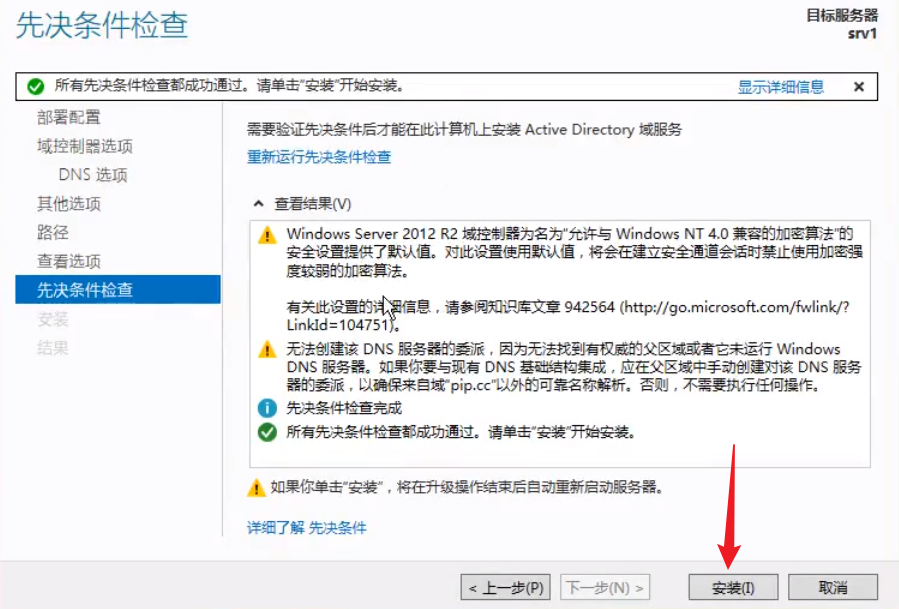 先决条件检查
目标服务器
srv1
所有先决条件检查都成功通过。请单击"安装"开始安装。
显示详细信息
×
部署配置
域控制器选项
DNS 选项
其他选项
路径
查看选项
先决条件检查
安装
结果
需要验证先决条件后才能在此计算机上安装 Active Directory 域服务
重新运行先决条件检查
查看结果(V)
Windows Server 2012 R2 域控制器为名为"允许与 Windows NT 4.0 兼容的加密算法"的
安全设置提供了默认值。对此设置使用默认值，将会在建立安全通道会话时禁止使用加密强
度较弱的加密算法。
有关此设置的详细信息，请参阅知识库文章 942564 (http://go.microsoft.com/fwlink/?
LinkId=104751)。
无法创建该 DNS 服务器的委派，因为无法找到有权威的父区域或者它未运行 Windows
DNS 服务器。如果你要与现有 DNS 基础结构集成，应在父区域中手动创建对该 DNS 服务
器的委派，以确保来自域"pip.cc"以外的可靠名称解析。否则，不需要执行任何操作。
先决条件检查完成
所有先决条件检查都成功通过。请单击"安装"开始安装。
如果你单击"安装"，将在升级操作结束后自动重新启动服务器。
详细了解 先决条件
< 上一步(P)
下一步(N) >
安装(I)
取消